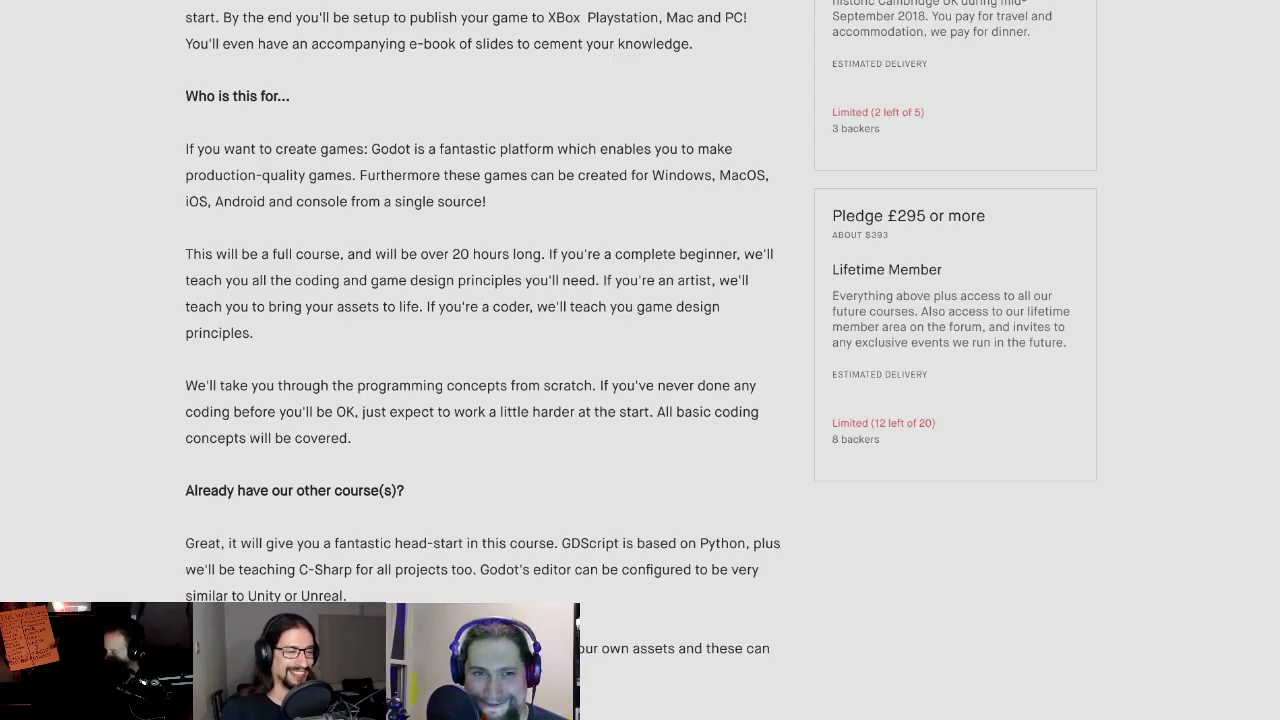 start. By the end you'll be setup to publish your game to XBox Playstation, Mac and PC!
You'll even have an accompanying e-book of slides to cement your knowledge.
Who is this for...
If you want to create games: Godot is a fantastic platform which enables you to make
production-quality games. Furthermore these games can be created for Windows, MacOS,
iOS, Android and console from a single source!
This will be a full course, and will be over 20 hours long. If you're a complete beginner, we'll
teach you all the coding and game design principles you'll need. If you're an artist, we'll
teach you to bring your assets to life. If you're a coder, we'll teach you game design
principles.
We'll take you through the programming concepts from scratch. If you've never done any
coding before you'll be OK, just expect to work a little harder at the start. All basic coding
concepts will be covered.
Already have our other course(s)?
Great, it will give you a fantastic head-start in this course. GDScript is based on Python, plus
we'll be teaching C-Sharp for all projects too. Godot's editor can be configured to be very
similar to Unity or Unreal.
own assets and these can
historic Cambridge UK during mid-
September 2018. You pay for travel and
accommodation, we pay for dinner.
ESTIMATED DELIVERY
Limited (2 left of 5)
3 backers
Pledge £295 or more
ABOUT $393
Lifetime Member
Everything above plus access to all our
future courses. Also access to our lifetime
member area on the forum, and invites to
any exclusive events we run in the future.
ESTIMATED DELIVERY
Limited (12 left of 20)
8 backers